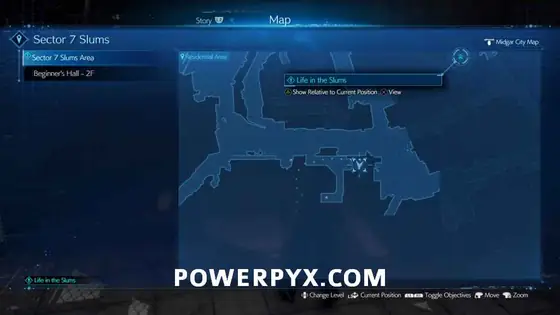 Story
Map
Sector 7 Slums
Midgar City Map
Sector 7 Slums Area
Residential Area
Beginner's Hall - 2F
Life in the Slums
Show Relative to Current Position
View
Life in the Slums
POWERPYX.COM
Change Level
Current Position
Toggle Objectives
Move
Zoom